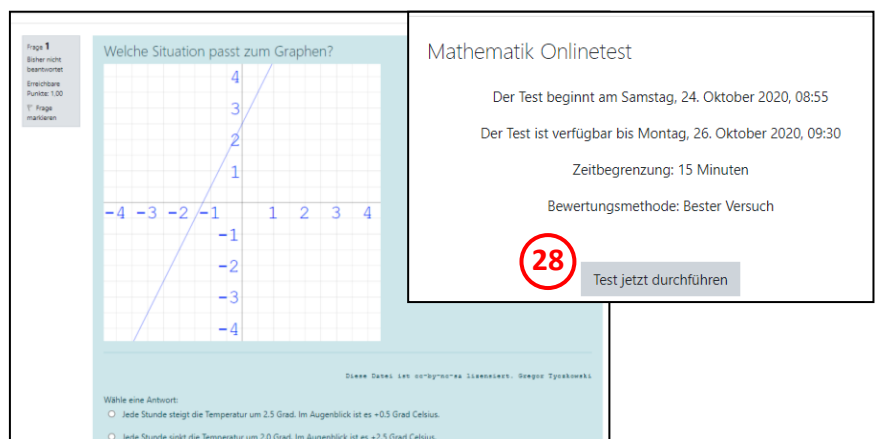 Frage 1
Bisher nicht
beantwortet
Erreichbare
Punkte: 1,00
Frage
markieren
Welche Situation passt zum Graphen?
4
3
2
1
-4 -3 -2 -1 1 2 3 4
-1
-2
-3
-4
Diese Datei ist cc-by-nc-sa lizensiert. Gregor Tyszkowski
Wähle eine Antwort:
Jede Stunde steigt die Temperatur um 2.5 Grad. Im Augenblick ist es +0.5 Grad Celsius.
Jede Stunde sinkt die Temperatur um 2.0 Grad. Im Augenblick ist es +2.5 Grad Celsius.
Mathematik Onlinetest
Der Test beginnt am Samstag, 24. Oktober 2020, 08:55
Der Test ist verfügbar bis Montag, 26. Oktober 2020, 09:30
Zeitbegrenzung: 15 Minuten
Bewertungsmethode: Bester Versuch
28
Test jetzt durchführen